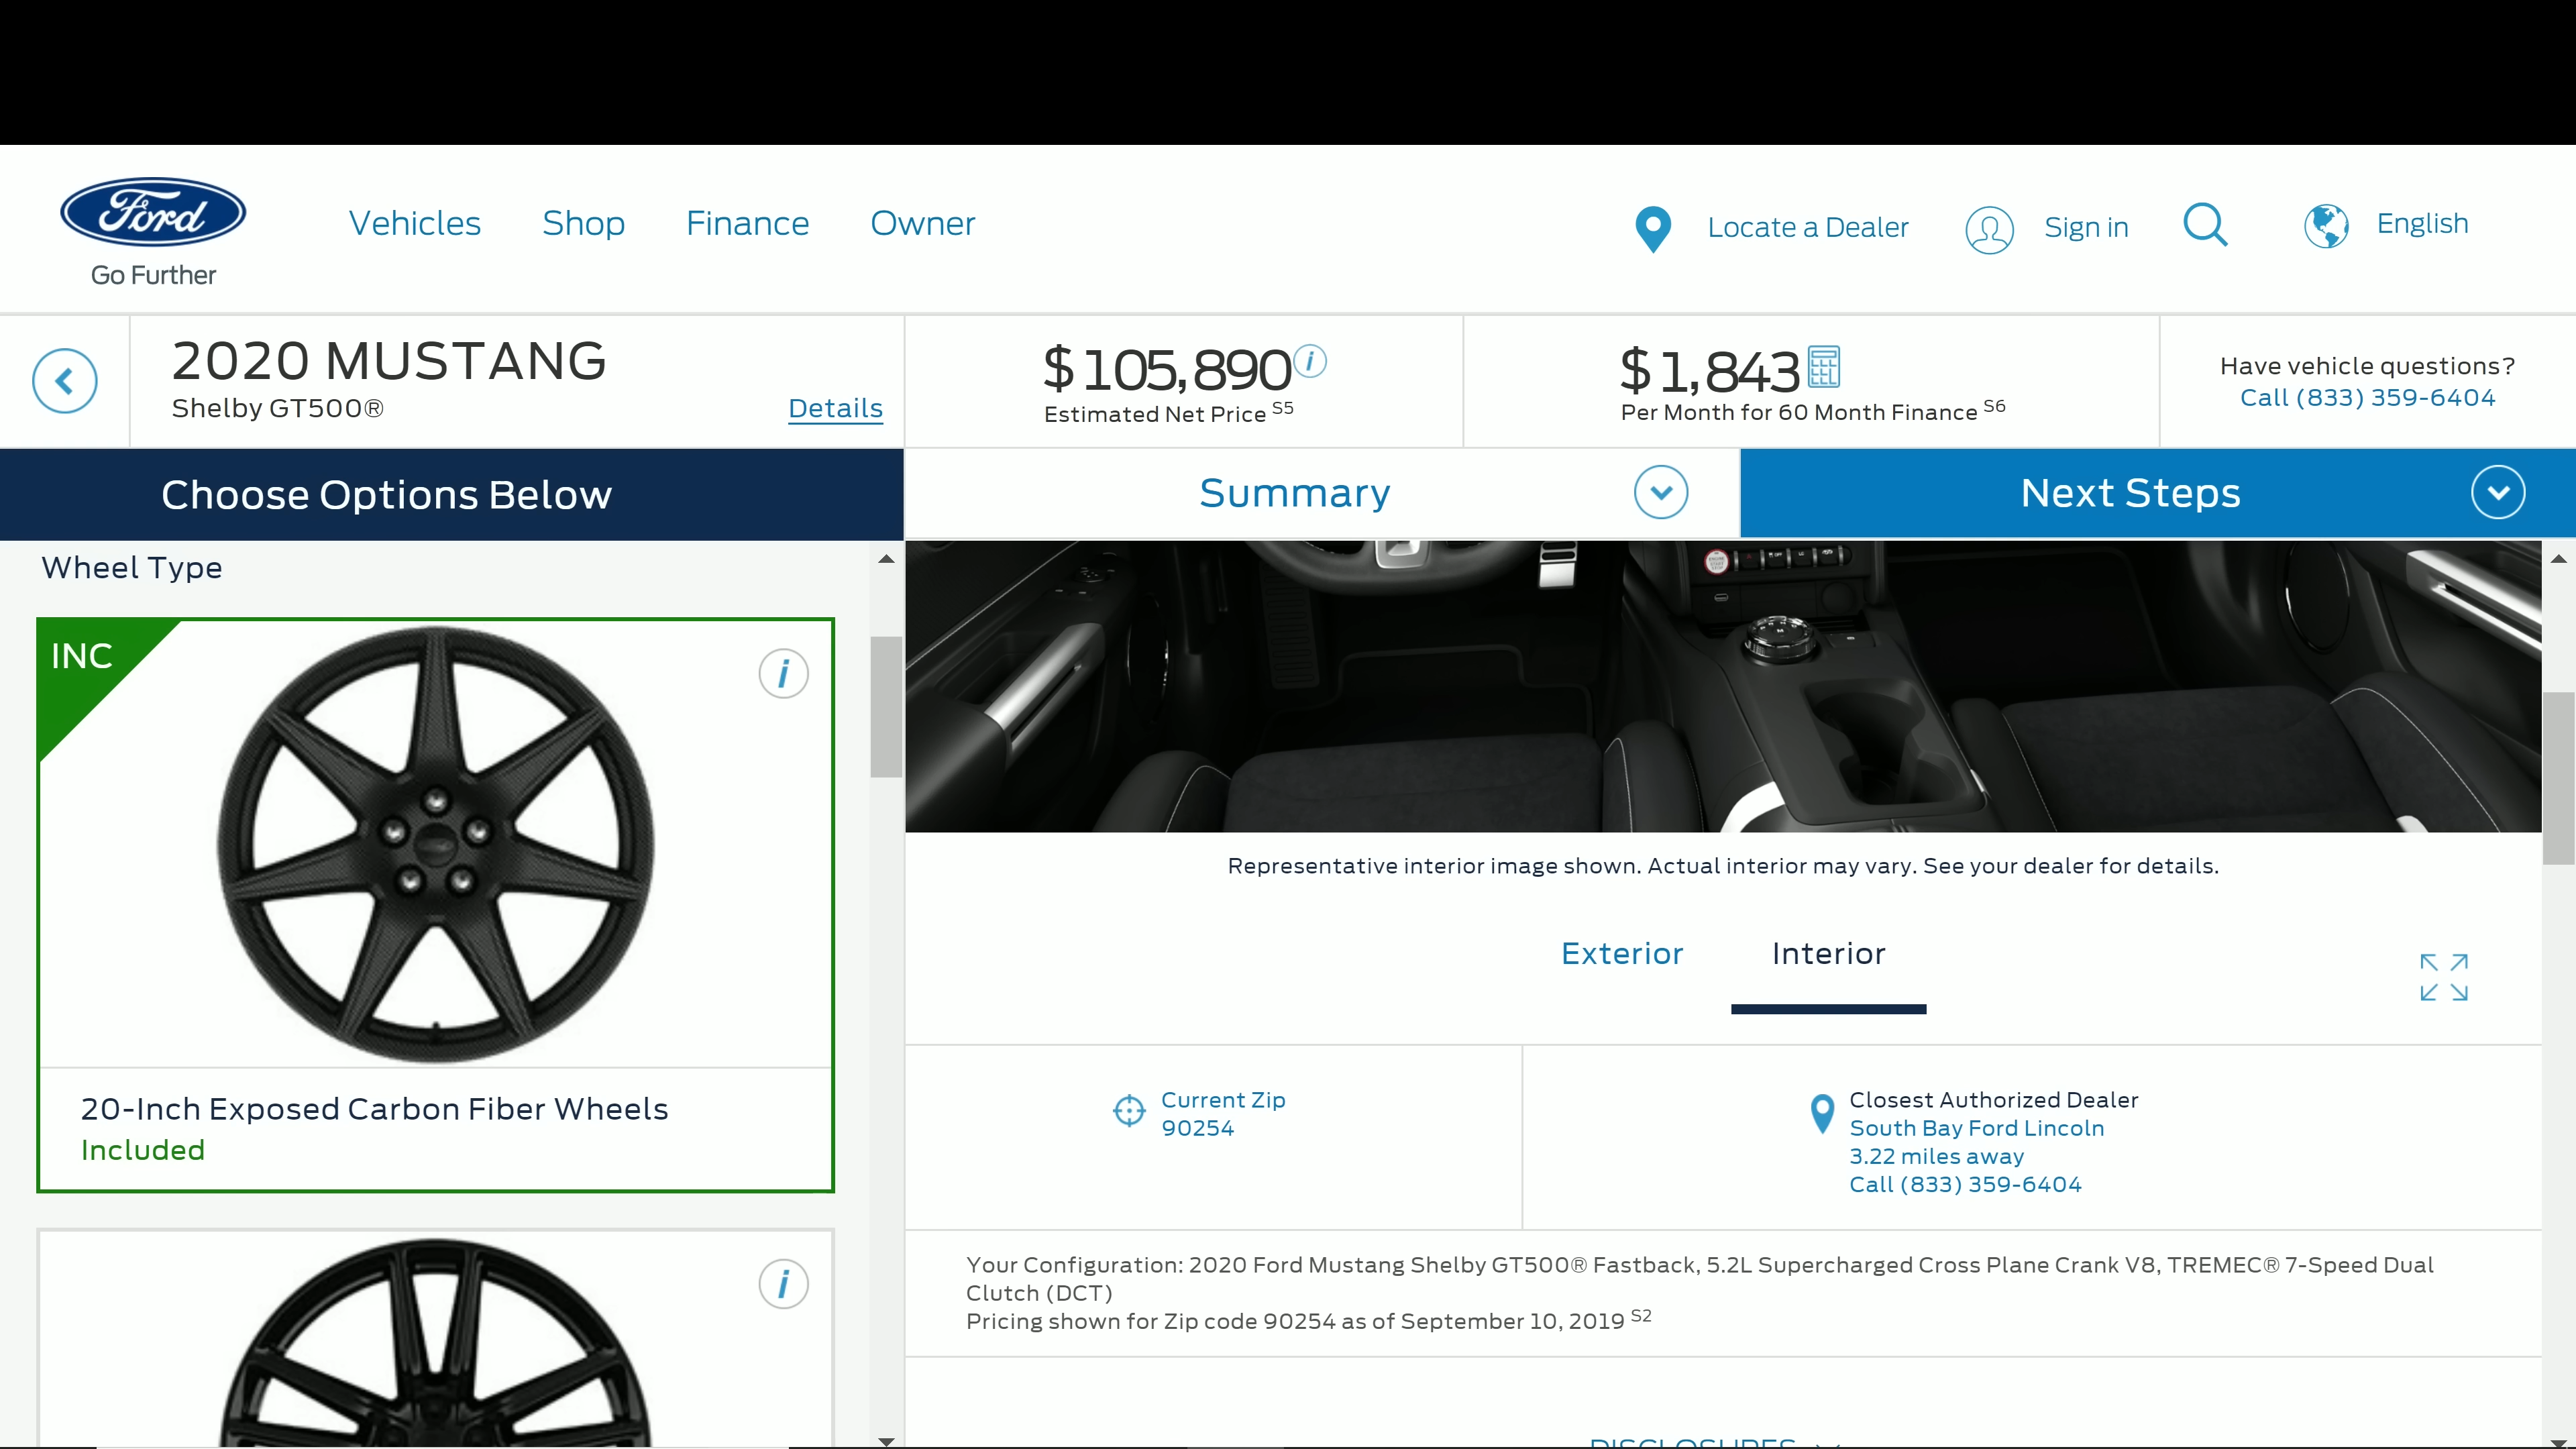 Ford
Go Further
Vehicles
Shop
Finance
Owner
Locate a Dealer
Sign in
English
2020 MUSTANG
Shelby GT500®
Details
$105,890
Estimated Net Price S5
$1,843
Per Month for 60 Month Finance S6
Have vehicle questions?
Call (833) 359-6404
Choose Options Below
Summary
Next Steps
Wheel Type
INC
20-Inch Exposed Carbon Fiber Wheels
Included
Representative interior image shown. Actual interior may vary. See your dealer for details.
Exterior
Interior
Current Zip
90254
Closest Authorized Dealer
South Bay Ford Lincoln
3.22 miles away
Call (833) 359-6404
Your Configuration: 2020 Ford Mustang Shelby GT500® Fastback, 5.2L Supercharged Cross Plane Crank V8, TREMEC® 7-Speed Dual
Clutch (DCT)
Pricing shown for Zip code 90254 as of September 10, 2019 S2
DISCLOSURES